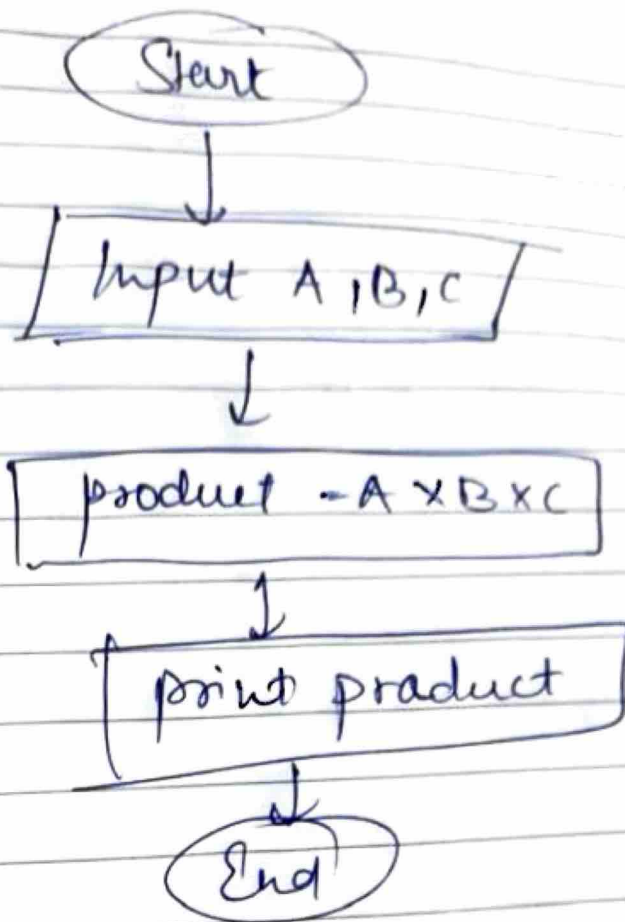 Start
Input A, B, C
product - A x B x C
print product
End